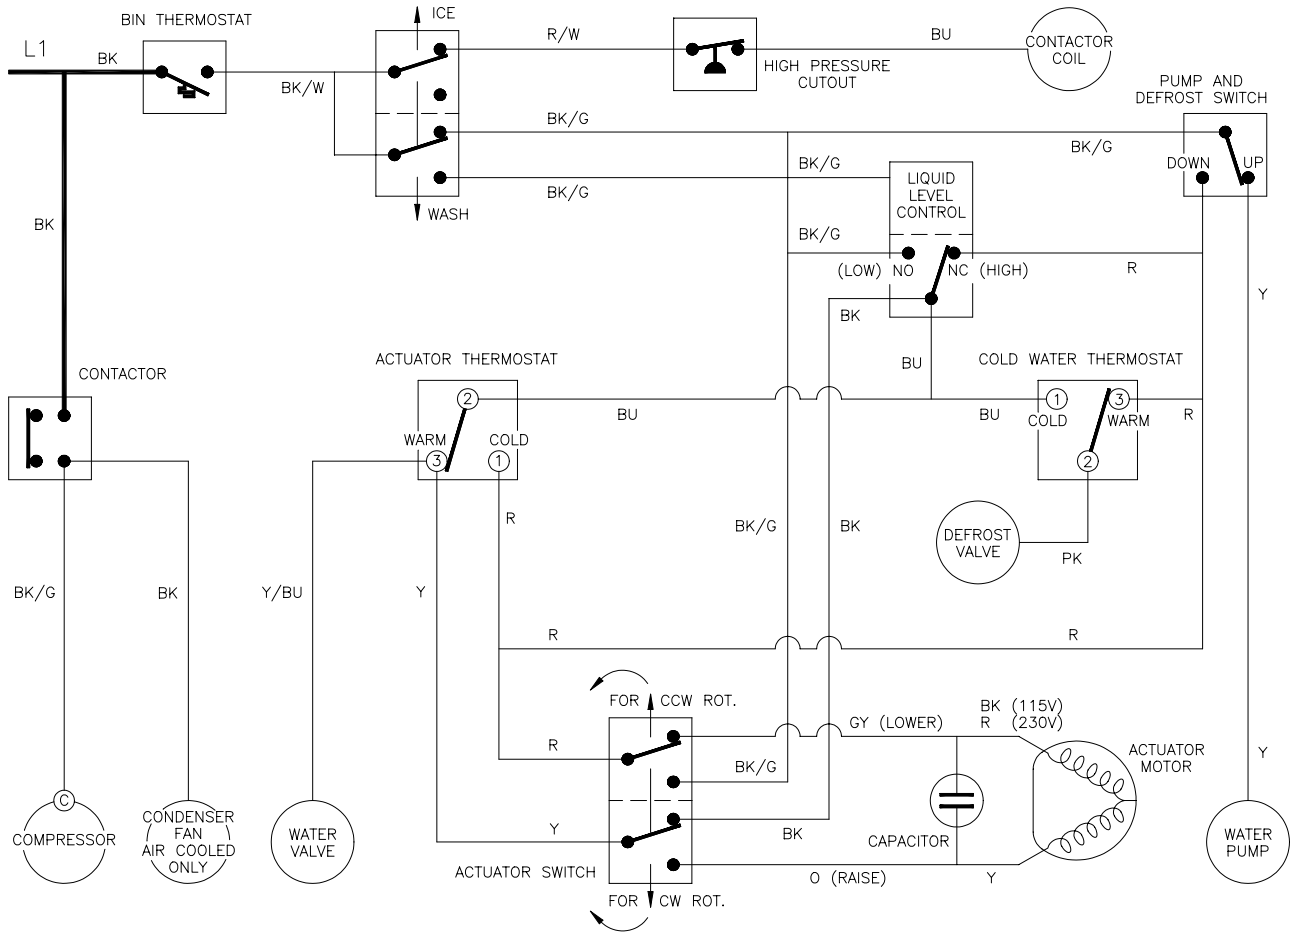 BIN THERMOSTAT
ICE
L1
BK
R/W
BU
CONTACTOR
COIL
HIGH PRESSURE
CUTOUT
BK/W
PUMP AND
DEFROST SWITCH
BK/G
BK/G
DOWN
UP
BK/G
BK/G
LIQUID
LEVEL
CONTROL
WASH
BK
BK/G
(LOW) NO
NC (HIGH)
R
Y
BK
ACTUATOR THERMOSTAT
BU
COLD WATER THERMOSTAT
CONTACTOR
2
BU
BU
1
3
R
COLD
WARM
WARM
COLD
3
1
2
R
BK/G
BK
DEFROST
VALVE
PK
BK/G
BK
Y/BU
Y
R
R
FOR
CCW ROT.
BK (115V)
R (230V)
GY (LOWER)
R
BK/G
ACTUATOR
MOTOR
Y
C
COMPRESSOR
CONDENSER
FAN
AIR COOLED
ONLY
WATER
VALVE
Y
BK
CAPACITOR
WATER
PUMP
ACTUATOR SWITCH
O (RAISE)
Y
FOR
CW ROT.